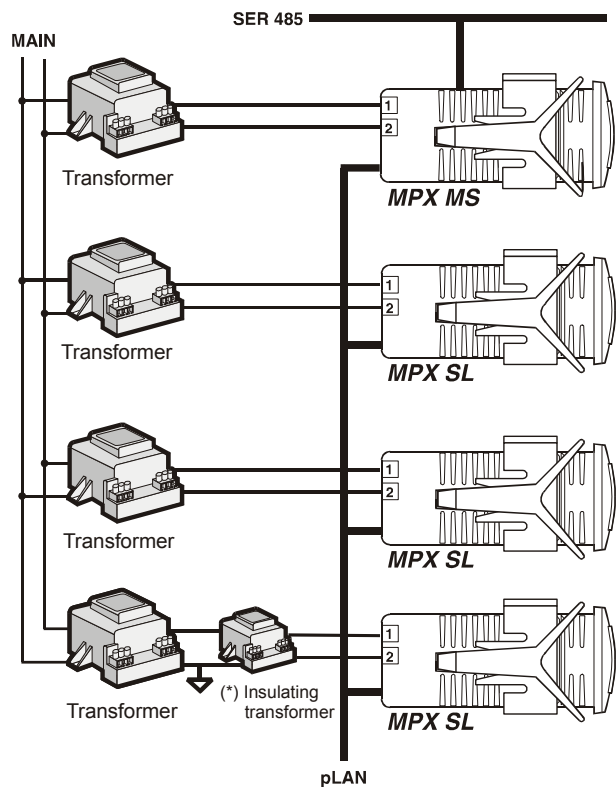 SER 485
MAIN
1
2
Transformer
MPX MS
1
2
Transformer
MPX SL
1
2
Transformer
MPX SL
1
2
(*) Insulating
transformer
Transformer
MPX SL
pLAN